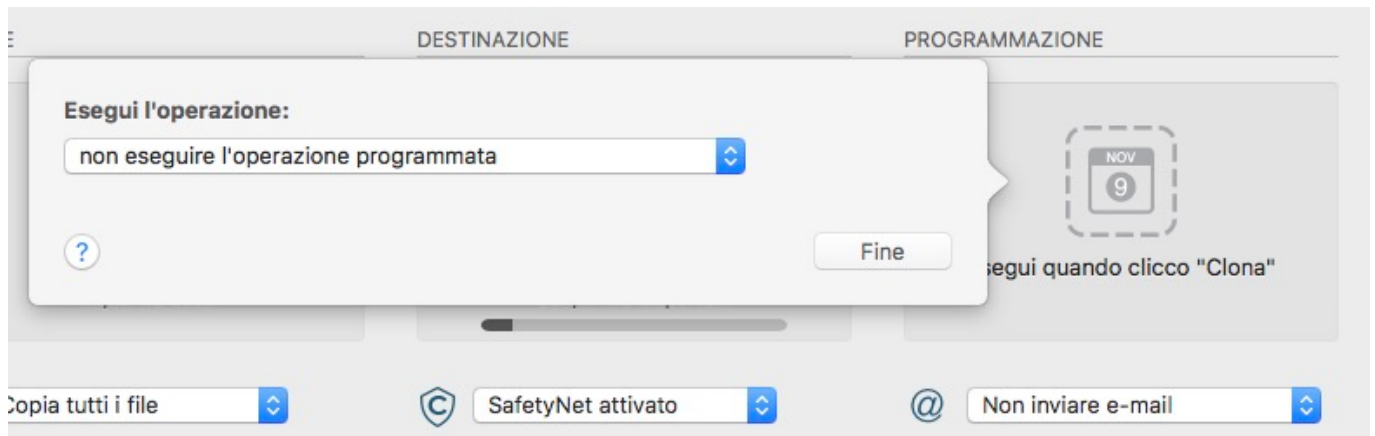 DESTINAZIONE
PROGRAMMAZIONE
Esegui l'operazione:
non eseguire l'operazione programmata
NOV
9
?
Fine
segui quando clicco "Clona"
Copia tutti i file
SafetyNet attivato
@
Non inviare e-mail